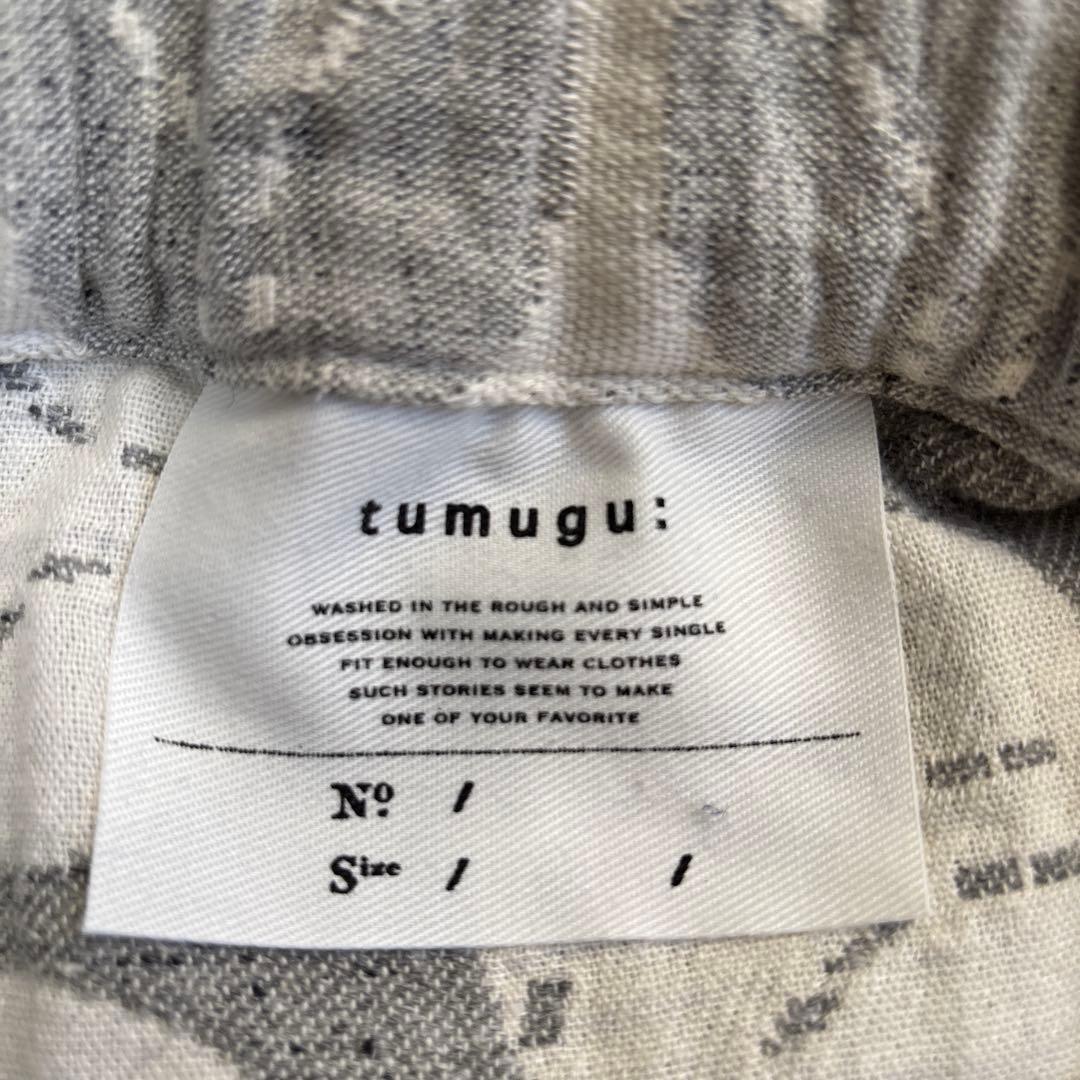 tumugu:
WASHED IN THE ROUGH AND SIMPLE
OBSESSION WITH MAKING EVERY SINGLE
FIT ENOUGH TO WEAR CLOTHES
SUCH STORIES SEEM TO MAKE
ONE OF YOUR FAVORITE
Nº /
Size / /